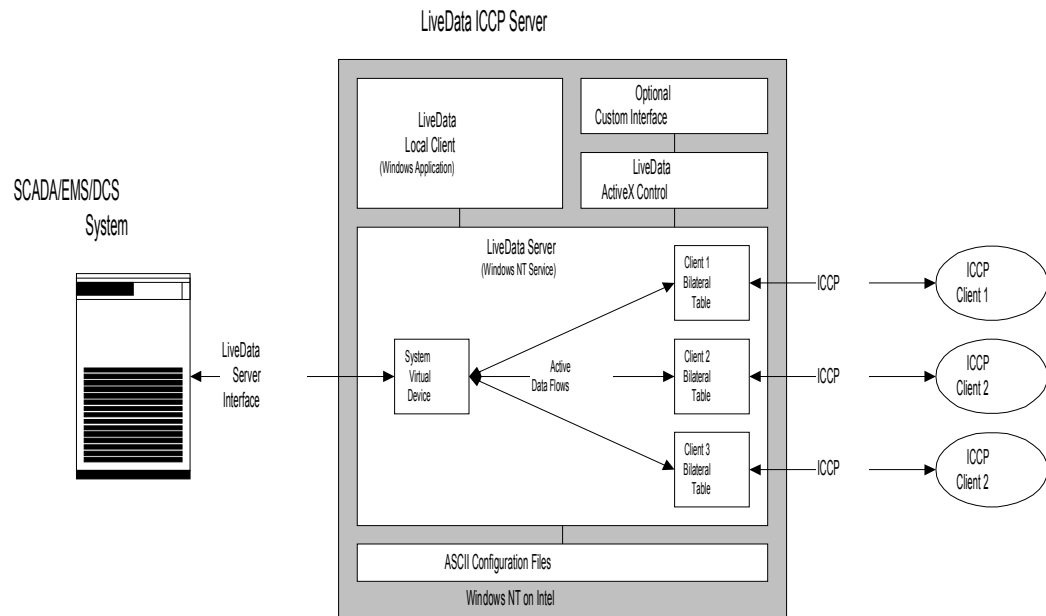 LiveData ICCP Server
Optional
Custom Interface
LiveData
Local Client
(Windows Application)
LiveData
ActiveX Control
SCADA/EMS/DCS
System
LiveData Server
(Windows NT Service)
Client 1
Bilateral
Table
ICCP
ICCP
Client 1
LiveData
Server
Interface
System
Virtual
Device
Active
Data Flows
Client 2
Bilateral
Table
ICCP
ICCP
Client 2
Client 3
Bilateral
Table
ICCP
ICCP
Client 2
ASCII Configuration Files
Windows NT on Intel